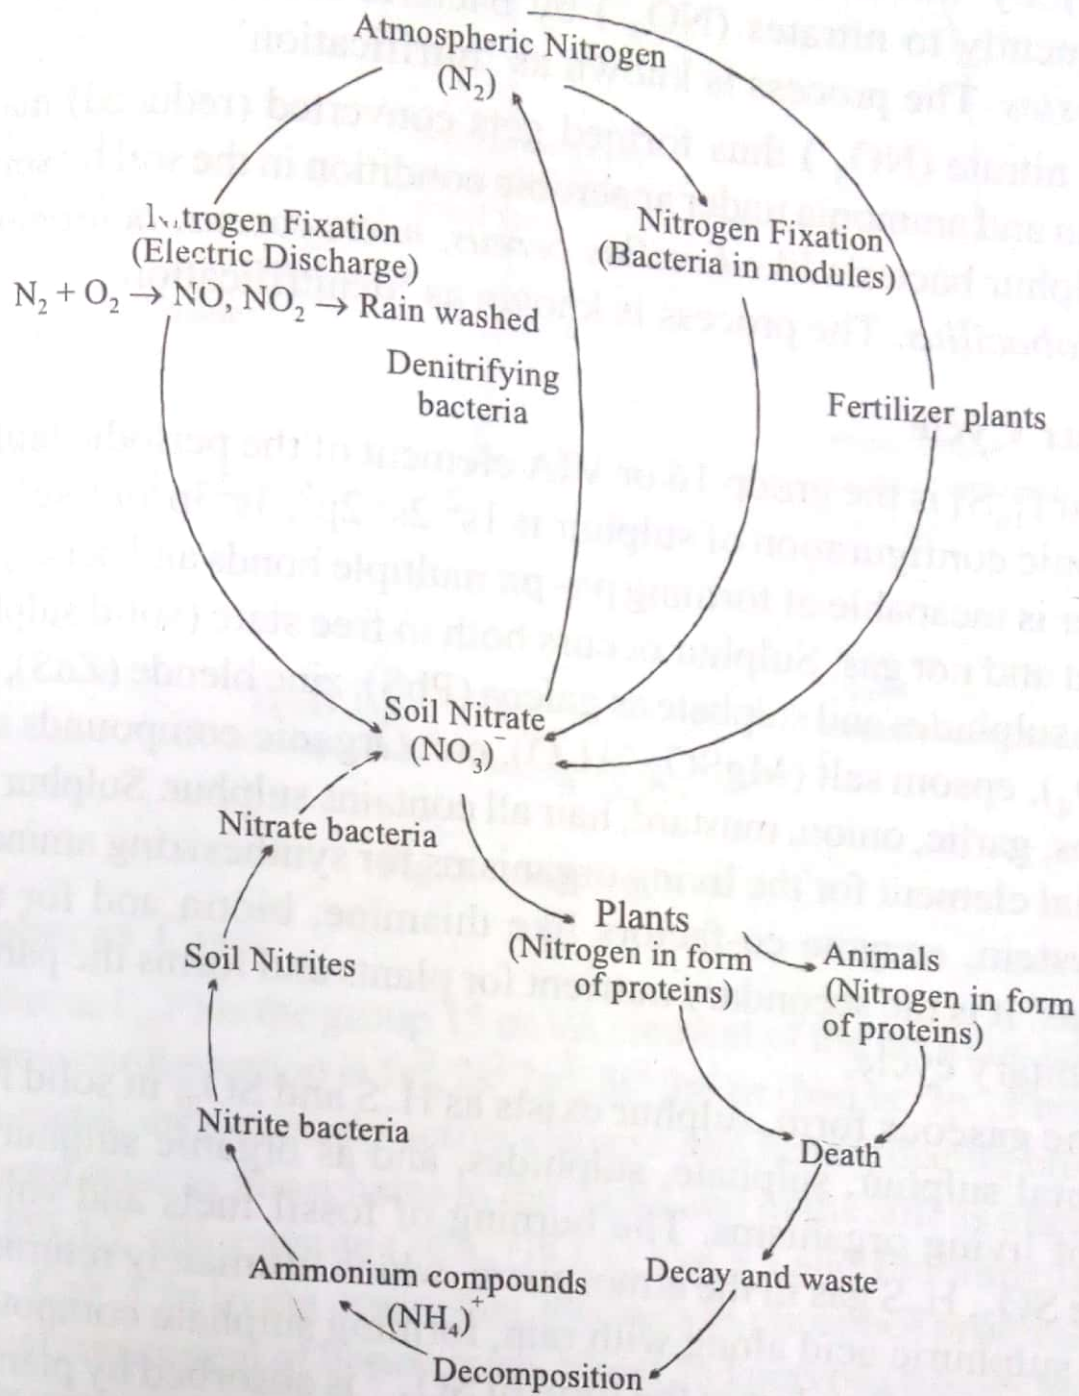 Atmospheric Nitrogen
(N₂)
trogen Fixation
(Electric Discharge)
N₂ + O₂ → NO, NO₂ → Rain washed
Nitrogen Fixation
(Bacteria in modules)
Denitrifying
bacteria
Fertilizer plants
Soil Nitrate
(NO₃)⁻
Nitrate bacteria
Plants
(Nitrogen in form
of proteins)
Animals
(Nitrogen in form
of proteins)
Soil Nitrites
Nitrite bacteria
Death
Ammonium compounds
(NH₄)⁺
Decay and waste
Decomposition